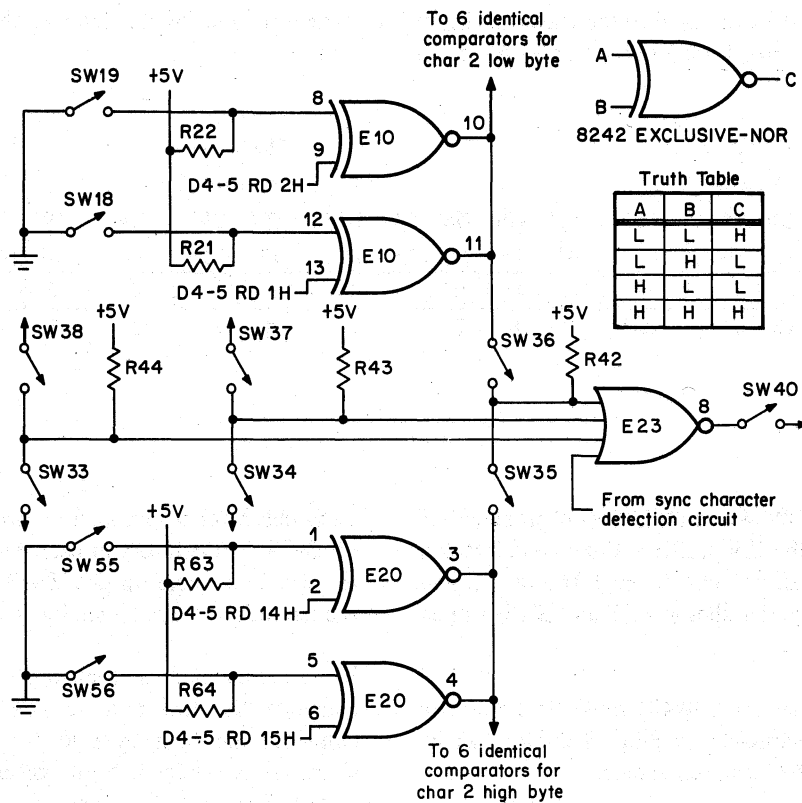 To 6 identical
comparators for
char 2 low byte
SW19
+5V
R22
8
9
E10
10
D4-5 RD 2H
A
B
C
8242 EXCLUSIVE-NOR
SW18
R21
12
13
E10
11
D4-5 RD 1H
Truth Table
A B C
L L H
L H L
H L L
H H H
SW38
+5V
R44
SW37
+5V
R43
SW36
+5V
R42
E23
8
SW40
SW33
SW34
SW35
From sync character
detection circuit
+5V
SW55
R63
1
2
E20
3
D4-5 RD 14H
SW56
R64
5
6
E20
4
D4-5 RD 15H
To 6 identical
comparators for
char 2 high byte